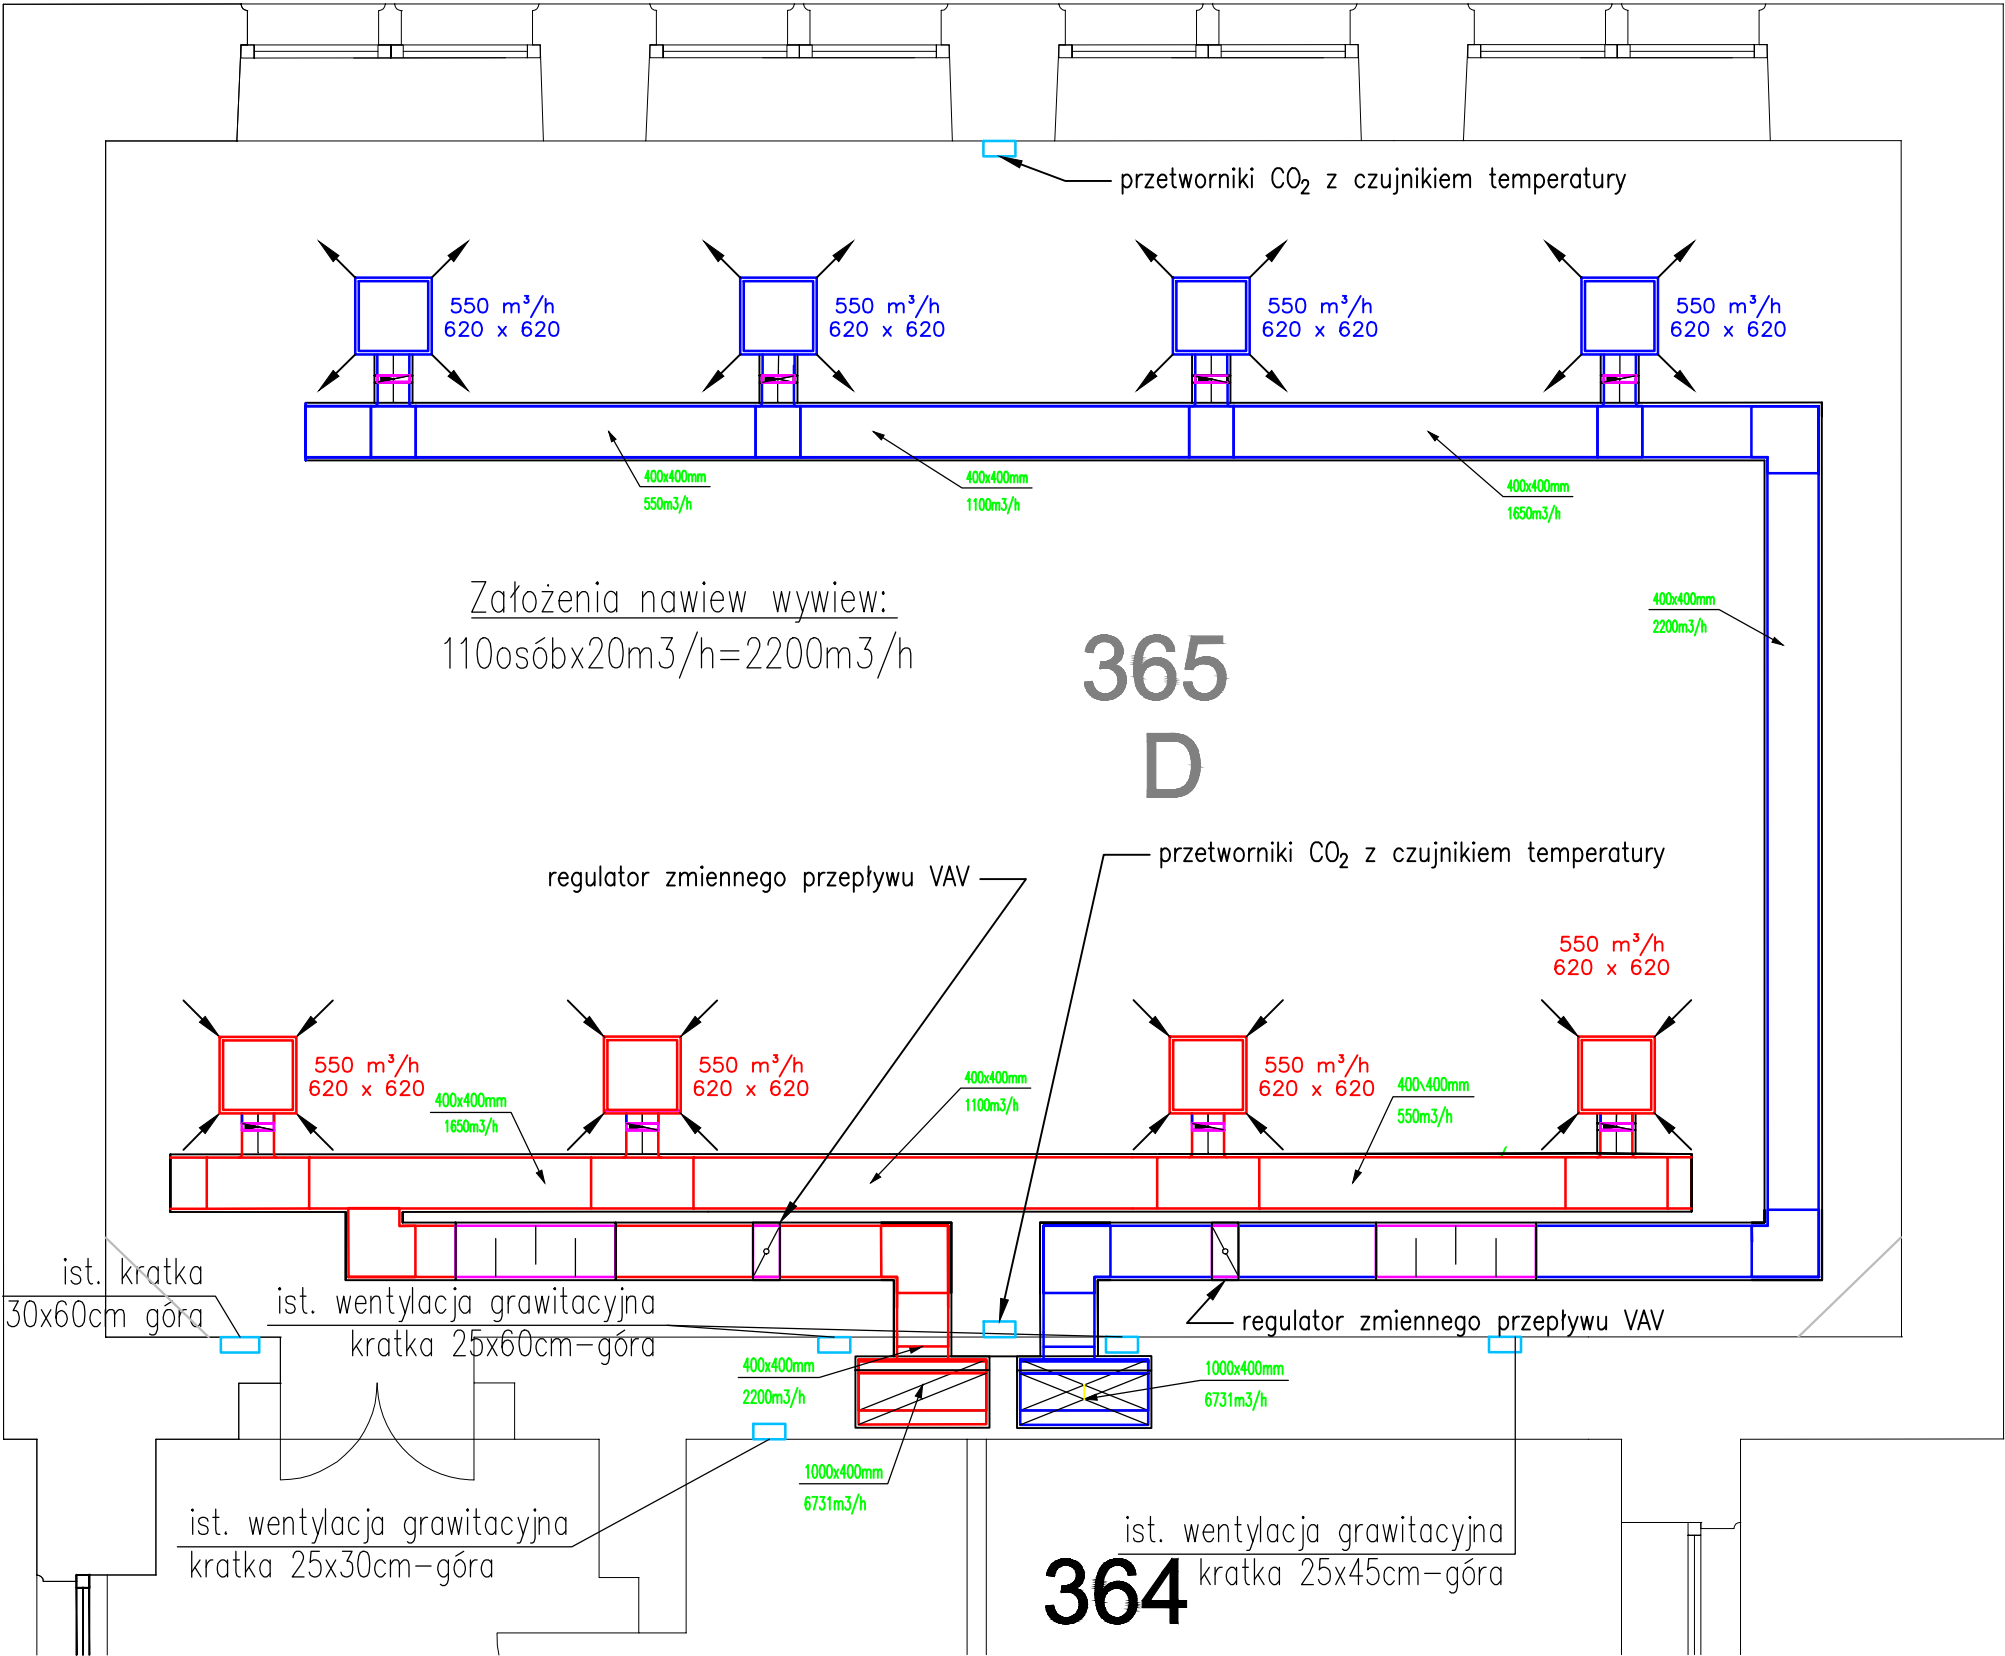 przetworniki CO₂ z czujnikiem temperatury
550 m³/h
620 x 620
550 m³/h
620 x 620
550 m³/h
620 x 620
550 m³/h
620 x 620
400x400mm
550m3/h
400x400mm
1100m3/h
400x400mm
1650m3/h
Założenia nawiew wywiew:
110osóbx20m3/h=2200m3/h
365
D
400x400mm
2200m3/h
regulator zmiennego przepływu VAV
przetworniki CO₂ z czujnikiem temperatury
550 m³/h
620 x 620
550 m³/h
620 x 620
550 m³/h
620 x 620
550 m³/h
620 x 620
400x400mm
1650m3/h
400x400mm
1100m3/h
400x400mm
550m3/h
ist. kratka
30x60cm góra
ist. wentylacja grawitacyjna
kratka 25x60cm-góra
regulator zmiennego przepływu VAV
400x400mm
2200m3/h
1000x400mm
6731m3/h
1000x400mm
6731m3/h
ist. wentylacja grawitacyjna
kratka 25x30cm-góra
ist. wentylacja grawitacyjna
kratka 25x45cm-góra
364